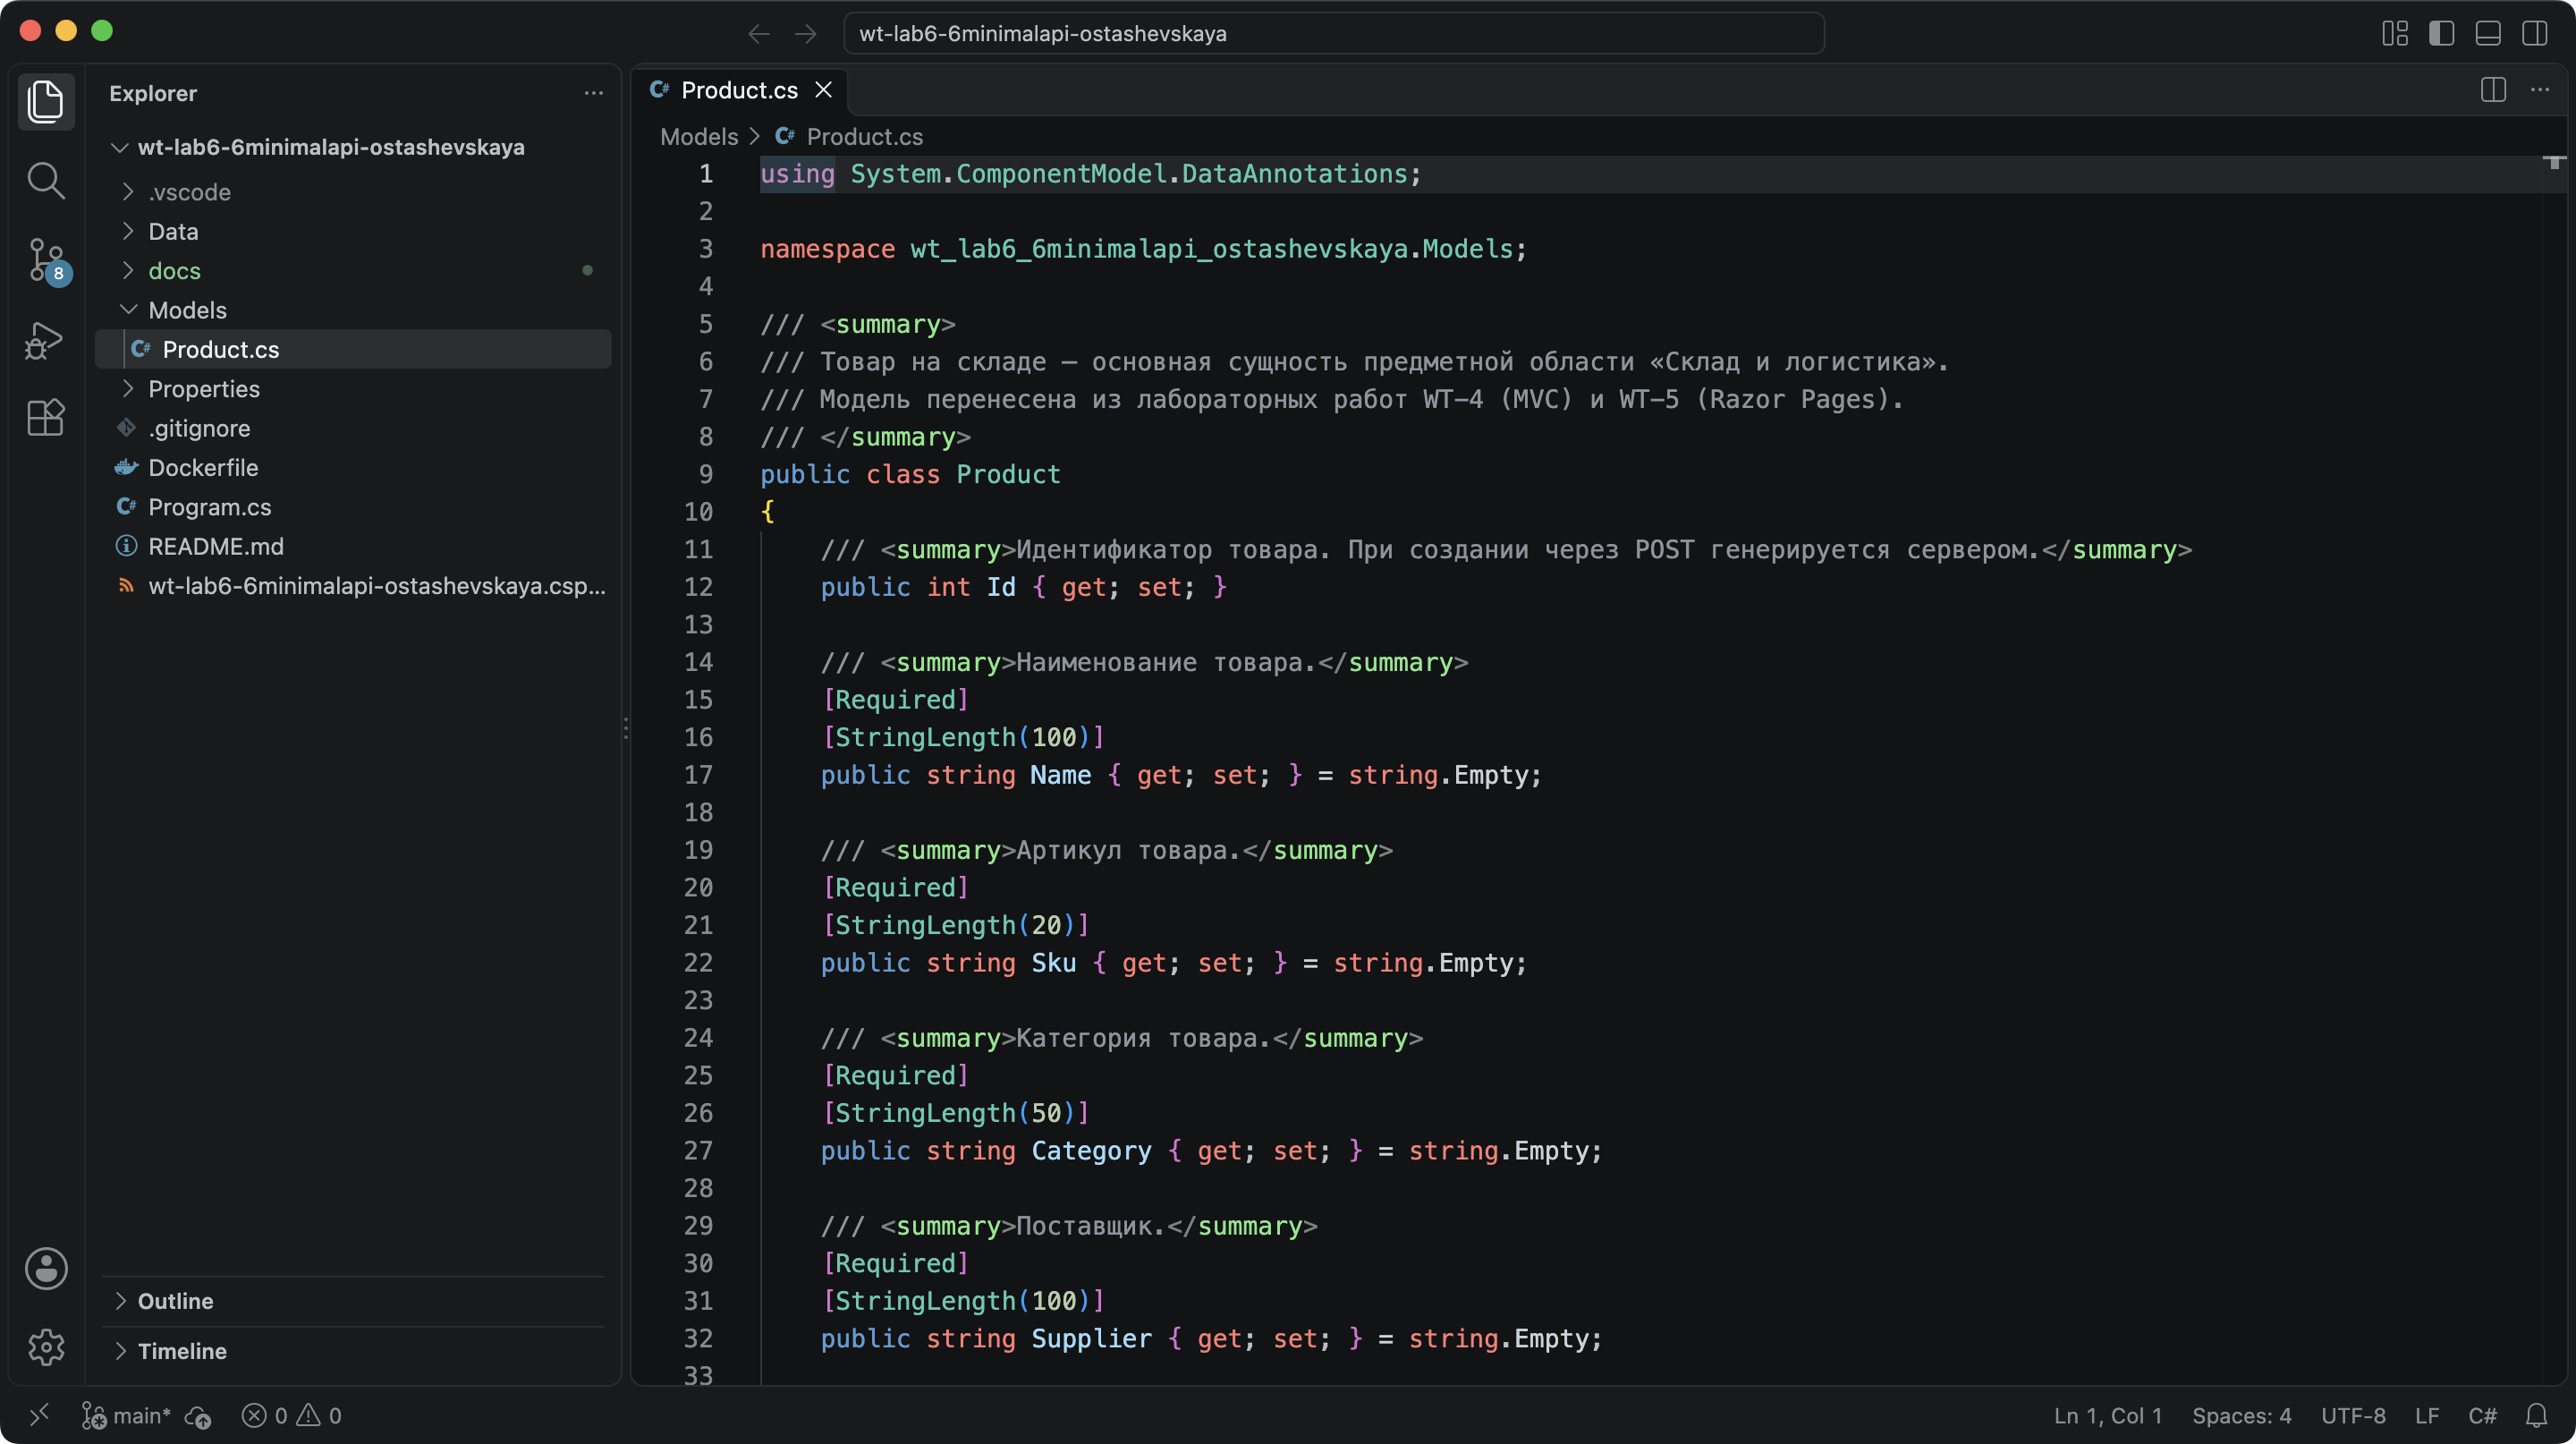 wt-lab6-6minimalapi-ostashevskaya
Explorer
wt-lab6-6minimalapi-ostashevskaya
.vscode
Data
docs
Models
C# Product.cs
Properties
.gitignore
Dockerfile
C# Program.cs
README.md
wt-lab6-6minimalapi-ostashevskaya.csp...
8
Outline
Timeline
C# Product.cs
Models > C# Product.cs
1 using System.ComponentModel.DataAnnotations;
2
3 namespace wt_lab6_6minimalapi_ostashevskaya.Models;
4
5 /// <summary>
6 /// Товар на складе — основная сущность предметной области «Склад и логистика».
7 /// Модель перенесена из лабораторных работ WT-4 (MVC) и WT-5 (Razor Pages).
8 /// </summary>
9 public class Product
10 {
11 /// <summary>Идентификатор товара. При создании через POST генерируется сервером.</summary>
12 public int Id { get; set; }
13
14 /// <summary>Наименование товара.</summary>
15 [Required]
16 [StringLength(100)]
17 public string Name { get; set; } = string.Empty;
18
19 /// <summary>Артикул товара.</summary>
20 [Required]
21 [StringLength(20)]
22 public string Sku { get; set; } = string.Empty;
23
24 /// <summary>Категория товара.</summary>
25 [Required]
26 [StringLength(50)]
27 public string Category { get; set; } = string.Empty;
28
29 /// <summary>Поставщик.</summary>
30 [Required]
31 [StringLength(100)]
32 public string Supplier { get; set; } = string.Empty;
33
main* 0 0 Ln 1, Col 1 Spaces: 4 UTF-8 LF C#